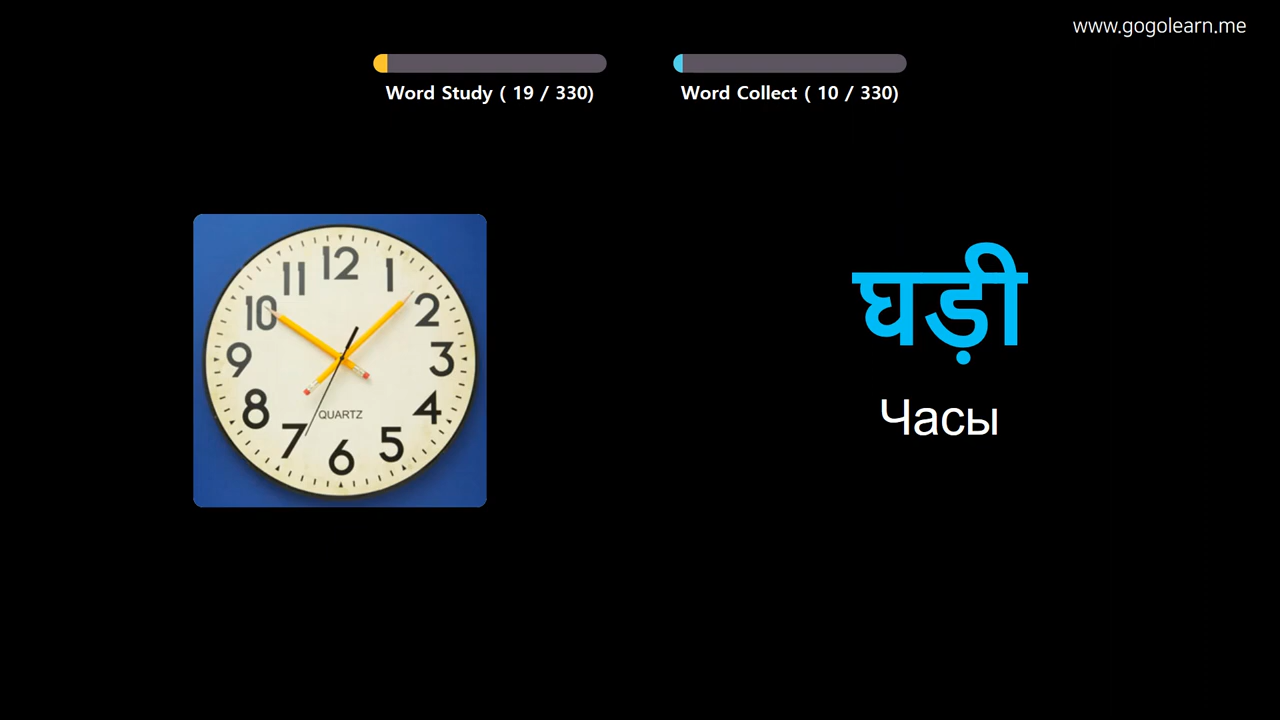 www.gogolearn.me
Word Study ( 19 / 330)
Word Collect ( 10 / 330)
12
11
1
10
2
9
3
8
4
7
5
6
QUARTZ
घड़ी
Часы